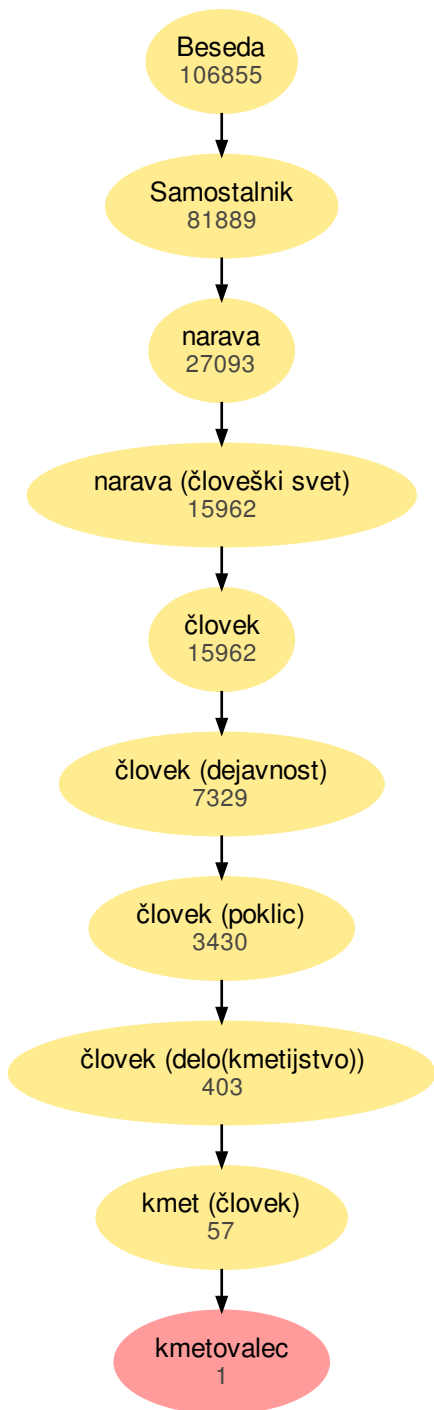 Beseda
106855
Samostalnik
81889
narava
27093
narava (človeški svet)
15962
človek
15962
človek (dejavnost)
7329
človek (poklic)
3430
človek (delo(kmetijstvo))
403
kmet (človek)
57
kmetovalec
1